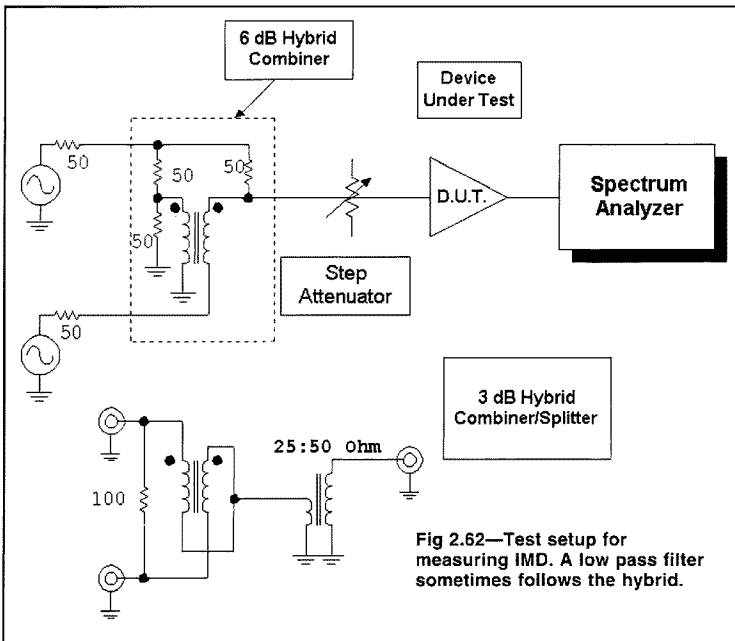 6 dB Hybrid
Combiner
Device
Under Test
50
50
50
50
50
D.U.T.
Spectrum
Analyzer
Step
Attenuator
3 dB Hybrid
Combiner/Splitter
25:50 Ohm
100
Fig 2.62—Test setup for
measuring IMD. A low pass filter
sometimes follows the hybrid.